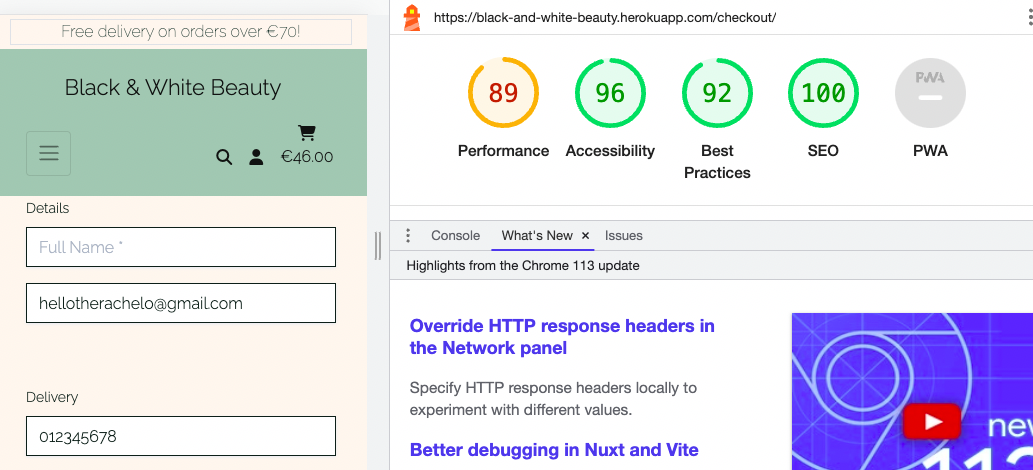 Free delivery on orders over €70!
Black & White Beauty
€46.00
Details
Full Name *
hellotherachelo@gmail.com
Delivery
012345678
https://black-and-white-beauty.herokuapp.com/checkout/
89
96
92
100
PWA
Performance
Accessibility
Best
Practices
SEO
PWA
Console
What's New ×
Issues
Highlights from the Chrome 113 update
Override HTTP response headers in
the Network panel
Specify HTTP response headers locally to
experiment with different values.
Better debugging in Nuxt and Vite
new
113